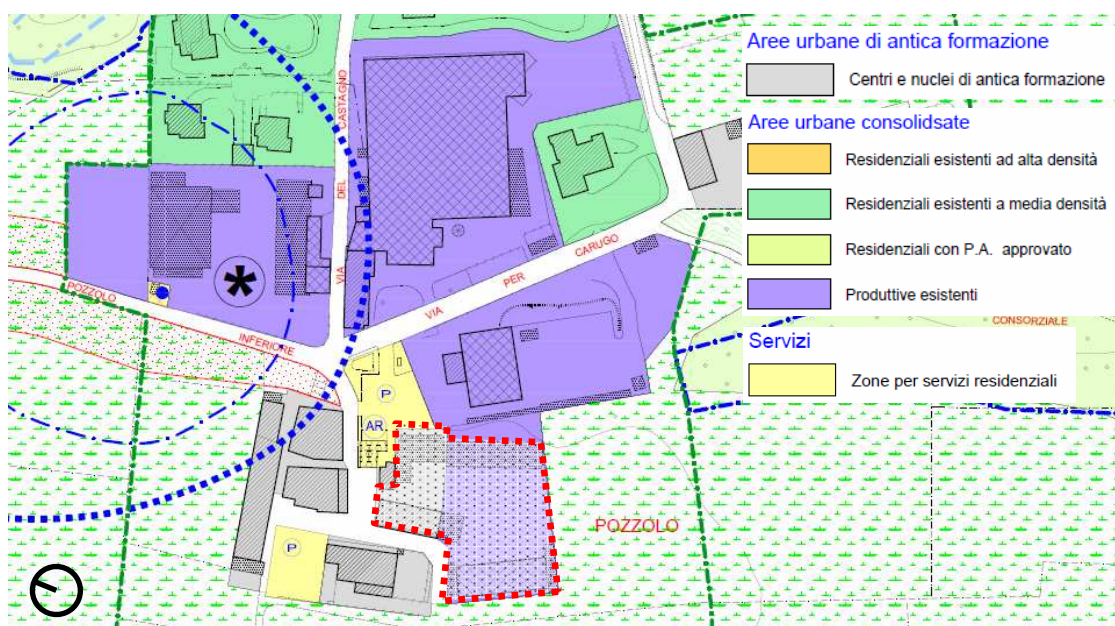 Aree urbane di antica formazione
Centri e nuclei di antica formazione
Aree urbane consolidsate
Residenziali esistenti ad alta densità
Residenziali esistenti a media densità
Residenziali con P.A. approvato
Produttive esistenti
Servizi
Zone per servizi residenziali
CONSORZIALE
VIA DEL CASTAGNO
VIA PER CARUGO
POZZOLO INFERIORE
*
P
AR
P
POZZOLO